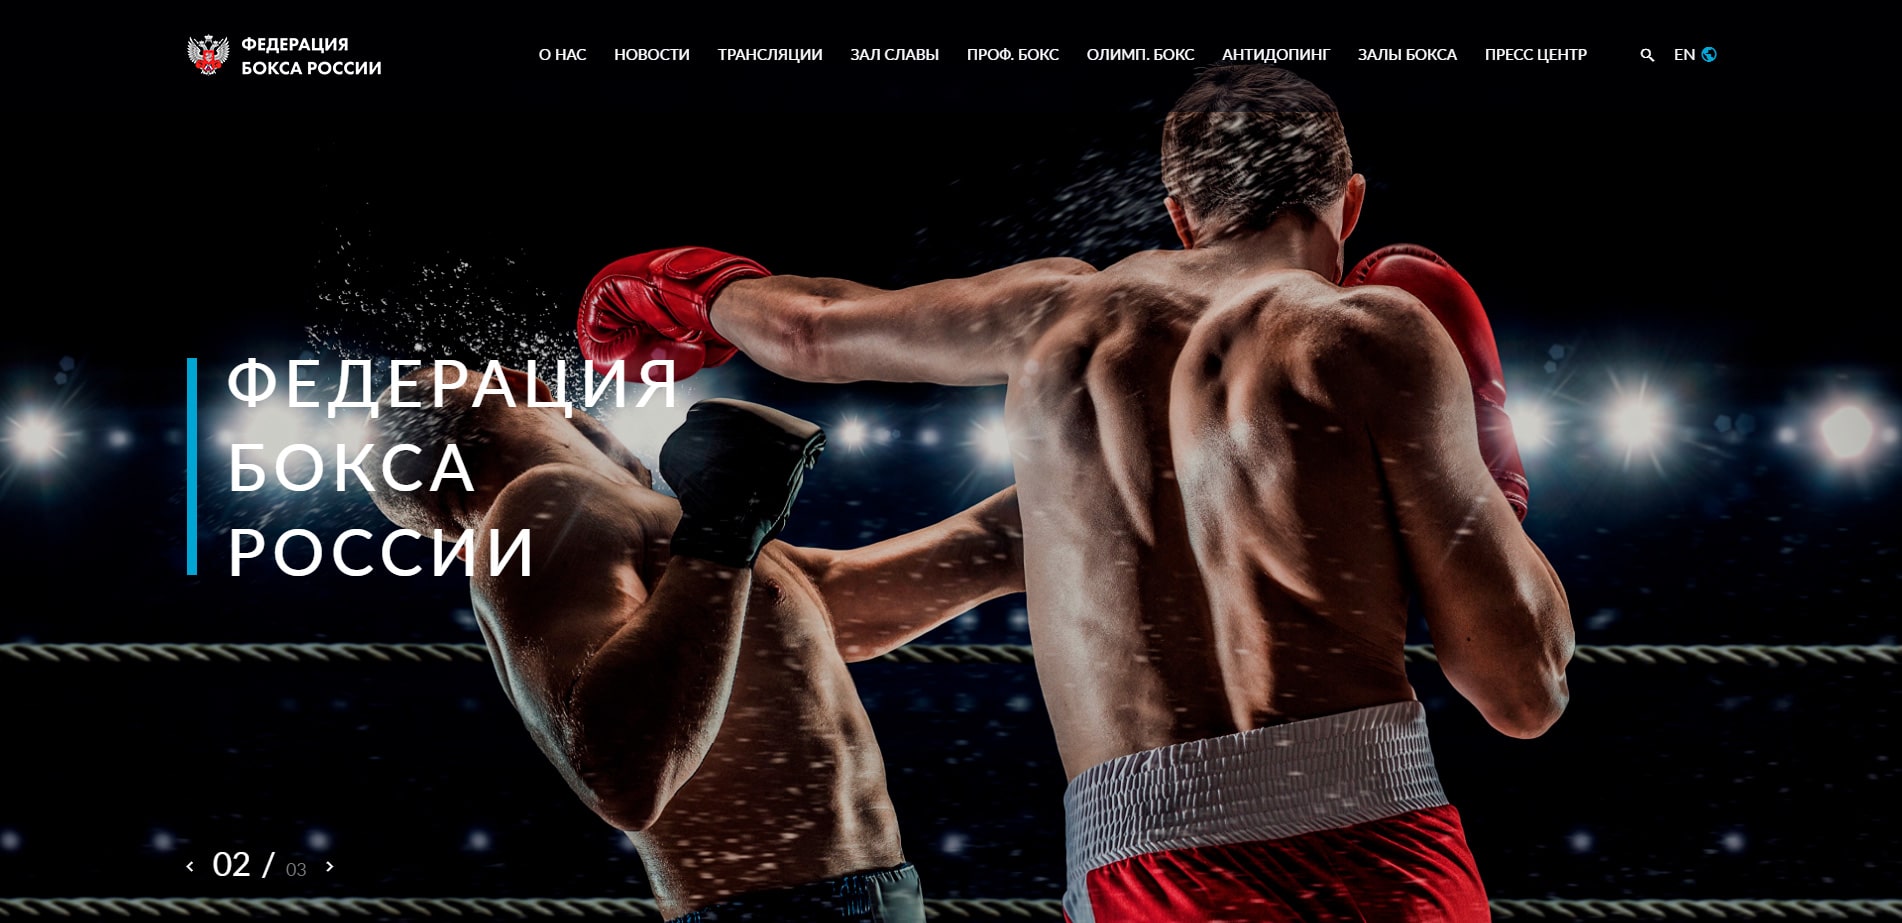 ФЕДЕРАЦИЯ
БОКСА РОССИИ
О НАС НОВОСТИ ТРАНСЛЯЦИИ ЗАЛ СЛАВЫ ПРОФ. БОКС ОЛИМП. БОКС АНТИДОПИНГ ЗАЛЫ БОКСА ПРЕСС ЦЕНТР EN
ФЕДЕРАЦИЯ
БОКСА
РОССИИ
02 / 03